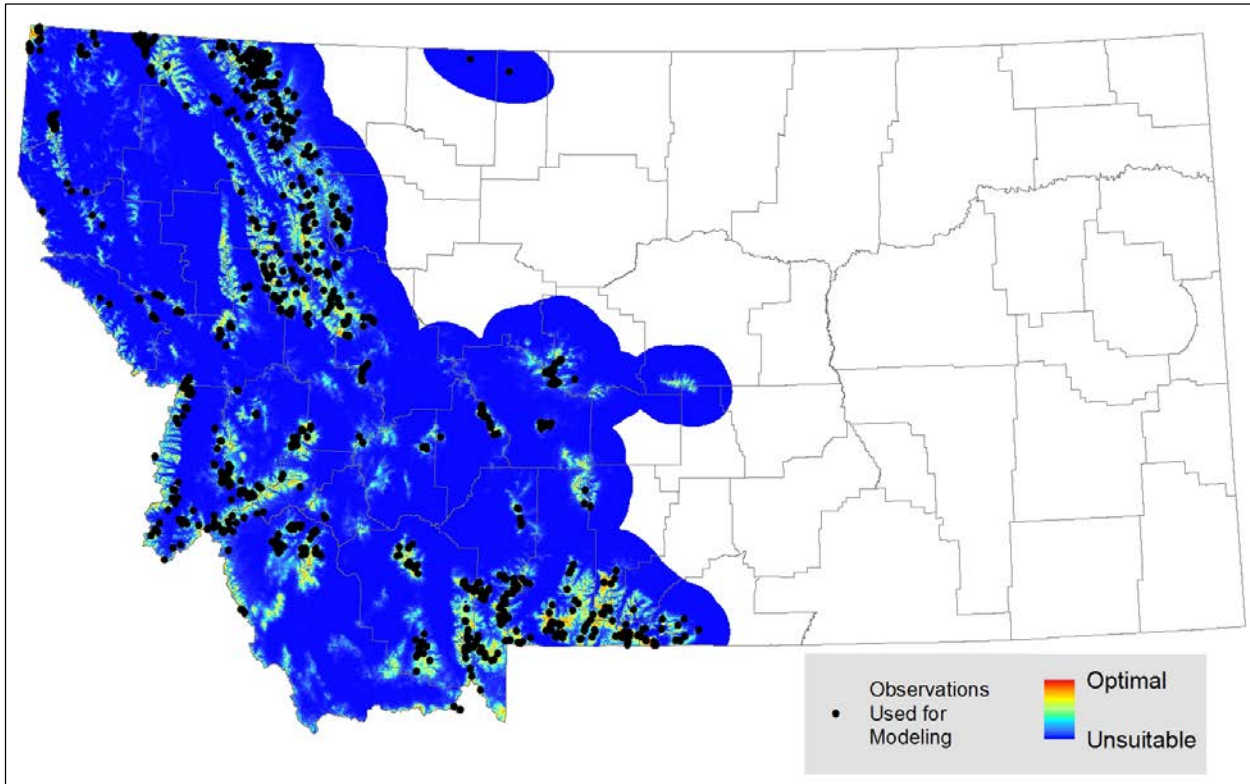 Observations
Used for
Modeling
Optimal
Unsuitable